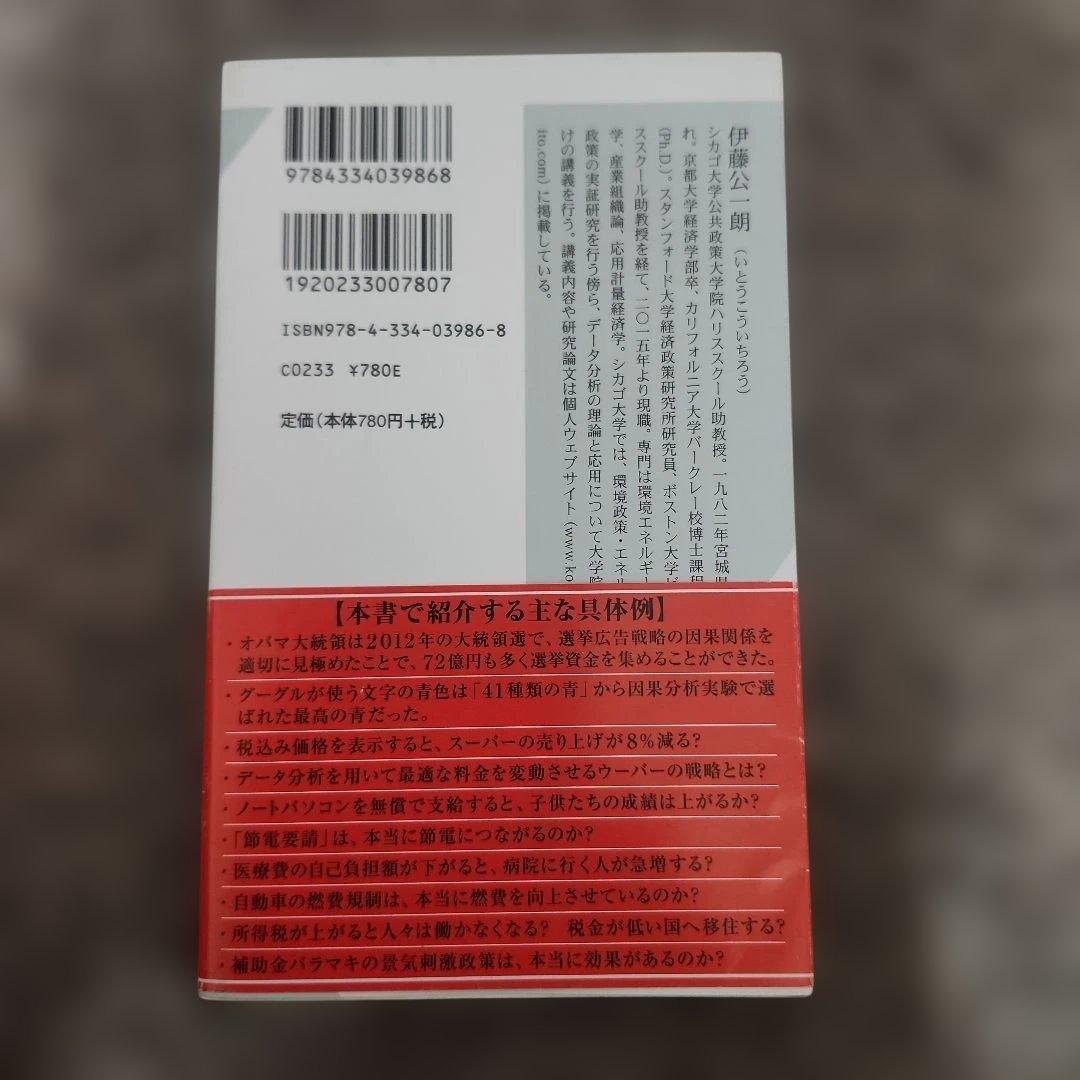 9784334039868
1920233007807
ISBN978-4-334-03986-8
C0233 ¥780E
定価(本体780円+税)
伊藤公一朗(いとうこういちろう)
シカゴ大学公共政策大学院ハリススクール助教授。一九八二年宮城県
れ。京都大学経済学部卒、カリフォルニア大学バークレー校博士課程
(Ph.D.)。スタンフォード大学経済政策研究所研究員、ボストン大学ビ
ススクール助教授を経て、二〇一五年より現職。専門は環境エネルギー
学、産業組織論、応用計量経済学。シカゴ大学では、環境政策・エネル
政策の実証研究を行う傍ら、データ分析の理論と応用について大学院
けの講義を行う。講義内容や研究論文は個人ウェブサイト(www.ko
ito.com)に掲載している。
【本書で紹介する主な具体例】
・オバマ大統領は2012年の大統領選で、選挙広告戦略の因果関係を
適切に見極めたことで、72億円も多く選挙資金を集めることができた。
・グーグルが使う文字の青色は「41種類の青」から因果分析実験で選
ばれた最高の青だった。
・税込み価格を表示すると、スーパーの売り上げが8%減る?
・データ分析を用いて最適な料金を変動させるウーバーの戦略とは?
・ノートパソコンを無償で支給すると、子供たちの成績は上がるか?
・「節電要請」は、本当に節電につながるのか?
・医療費の自己負担額が下がると、病院に行く人が急増する?
・自動車の燃費規制は、本当に燃費を向上させているのか?
・所得税が上がると人々は働かなくなる? 税金が低い国へ移住する?
・補助金バラマキの景気刺激政策は、本当に効果があるのか?